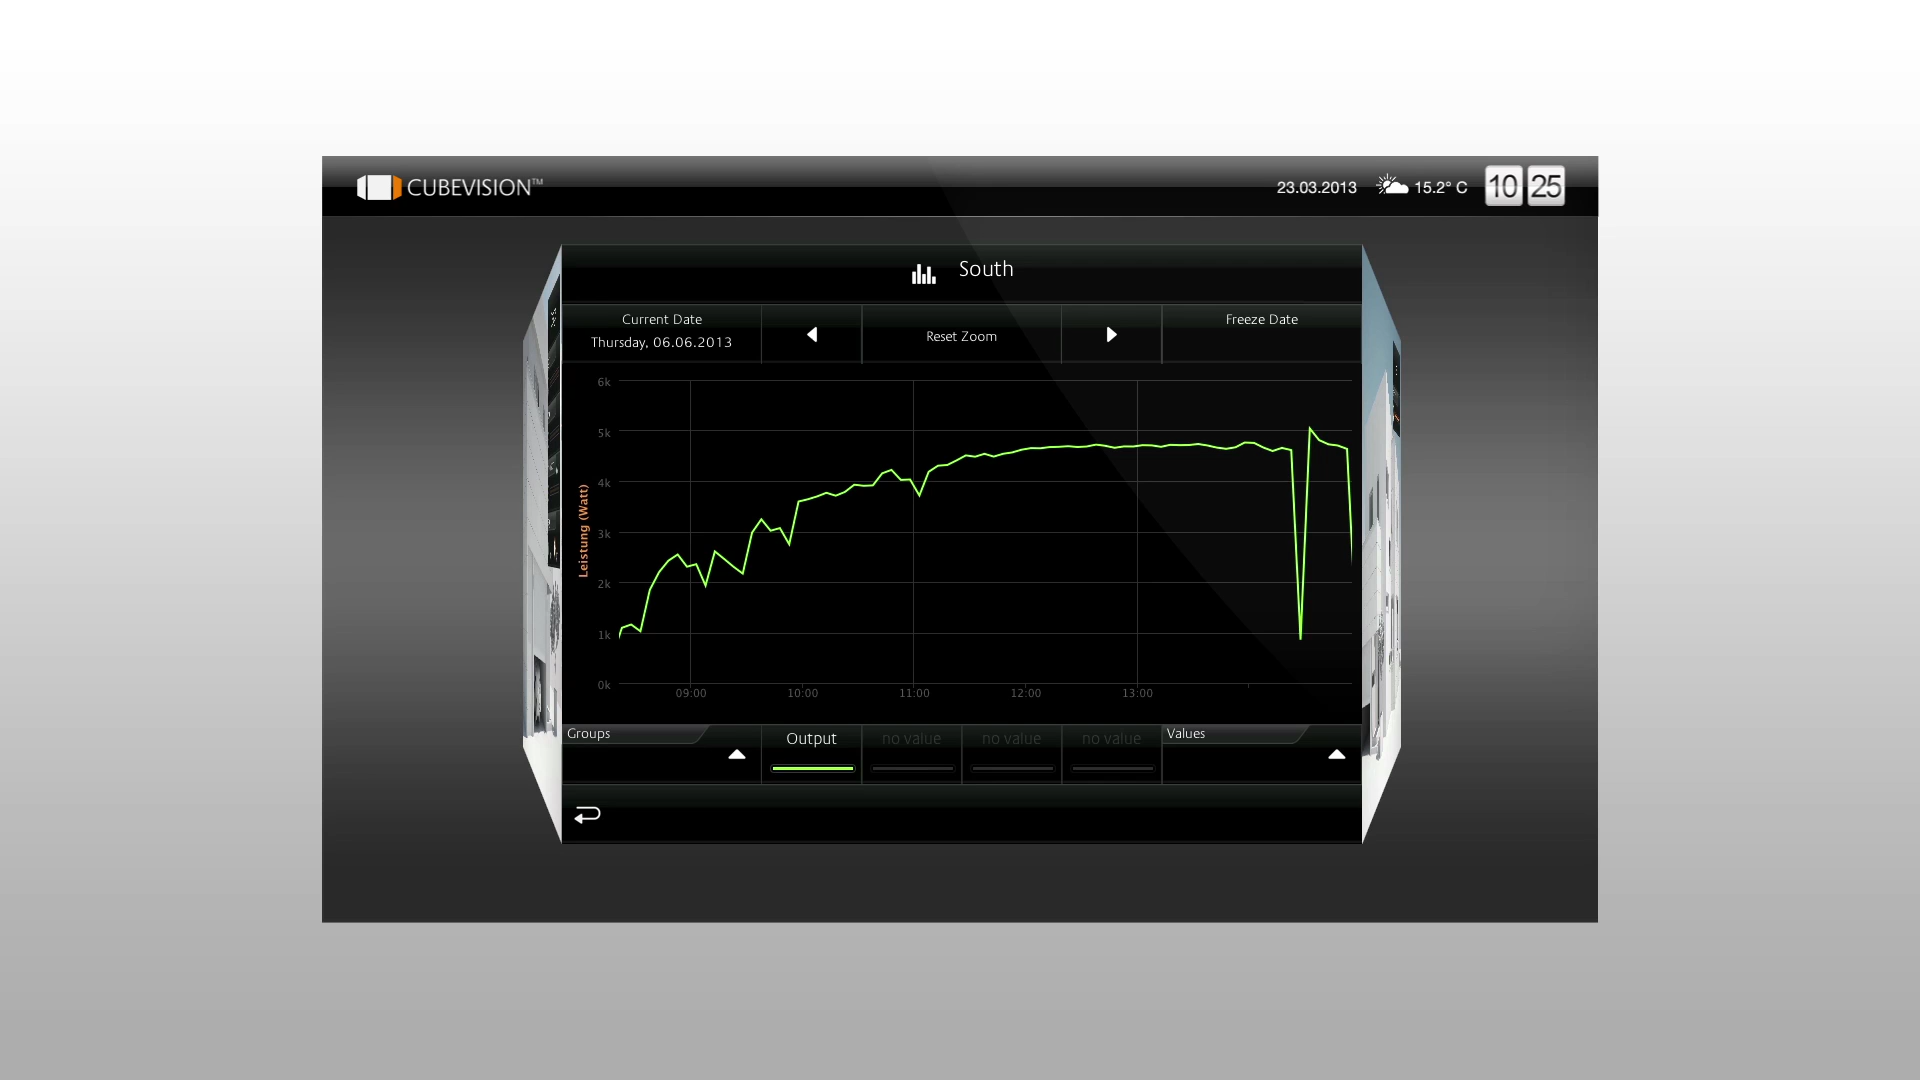 CUBEVISION™
23.03.2013 15.2° C 10 25
South
Current Date
Thursday, 06.06.2013
Reset Zoom
Freeze Date
Leistung (Watt)
6k
5k
4k
3k
2k
1k
0k
09:00 10:00 11:00 12:00 13:00
Groups
Output
no value
no value
no value
Values